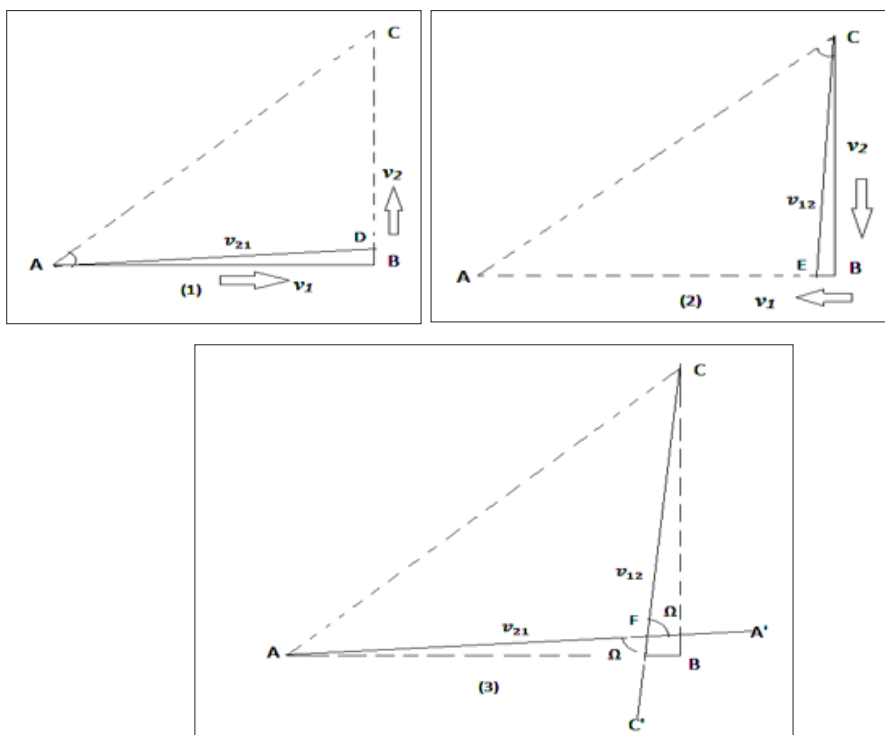 C
v₂
v₂₁
D
A
B
(1)
v₁
C
v₂
v₁₂
A
E
B
v₁
(2)
C
v₁₂
F
Ω
v₂₁
A'
A
Ω
B
(3)
C'